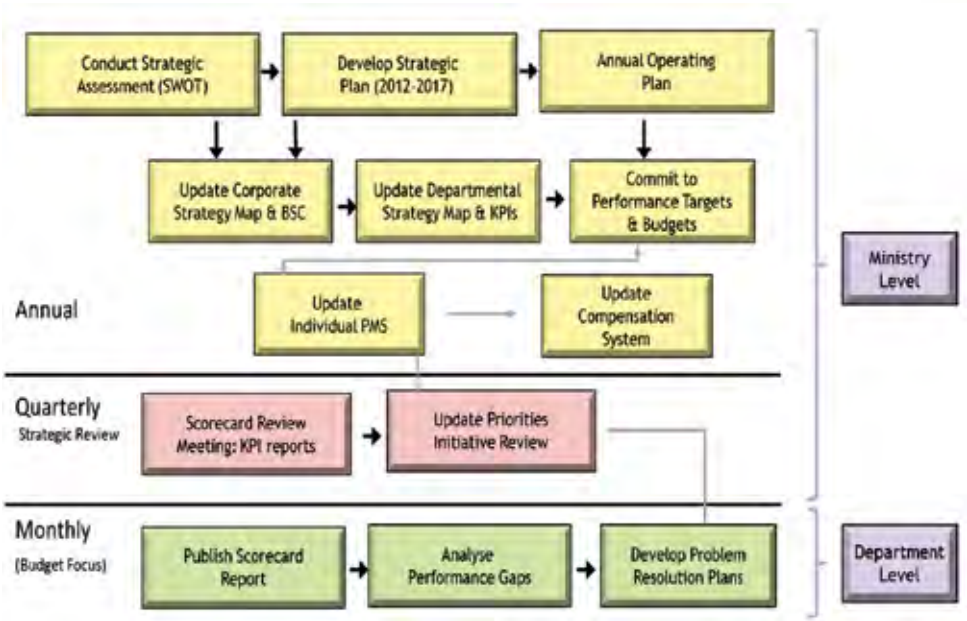 Conduct Strategic
Assessment (SWOT)
Develop Strategic
Plan (2012-2017)
Annual Operating
Plan
Update Corporate
Strategy Map & BSC
Update Departmental
Strategy Map & KPIs
Commit to
Performance Targets
& Budgets
Ministry
Level
Annual
Update
Individual PMS
Update
Compensation
System
Quarterly
Strategic Review
Scorecard Review
Meeting: KPI reports
Update Priorities
Initiative Review
Monthly
(Budget Focus)
Publish Scorecard
Report
Analyse
Performance Gaps
Develop Problem
Resolution Plans
Department
Level